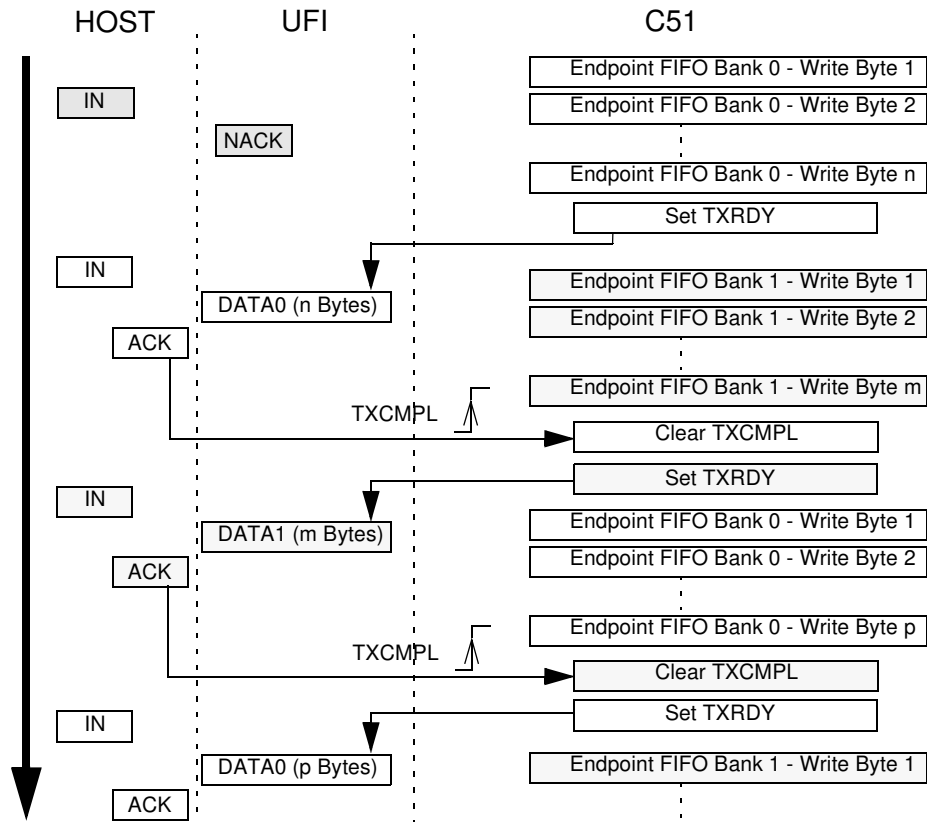 HOST UFI C51
Endpoint FIFO Bank 0 - Write Byte 1
IN
Endpoint FIFO Bank 0 - Write Byte 2
NACK
Endpoint FIFO Bank 0 - Write Byte n
Set TXRDY
IN
Endpoint FIFO Bank 1 - Write Byte 1
DATA0 (n Bytes)
Endpoint FIFO Bank 1 - Write Byte 2
ACK
Endpoint FIFO Bank 1 - Write Byte m
TXCMPL
Clear TXCMPL
Set TXRDY
IN
Endpoint FIFO Bank 0 - Write Byte 1
DATA1 (m Bytes)
Endpoint FIFO Bank 0 - Write Byte 2
ACK
Endpoint FIFO Bank 0 - Write Byte p
TXCMPL
Clear TXCMPL
Set TXRDY
IN
DATA0 (p Bytes)
Endpoint FIFO Bank 1 - Write Byte 1
ACK